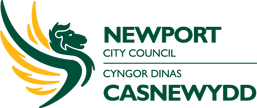 NEWPORT
CITY COUNCIL
CYNGOR DINAS
CASNEWYDD